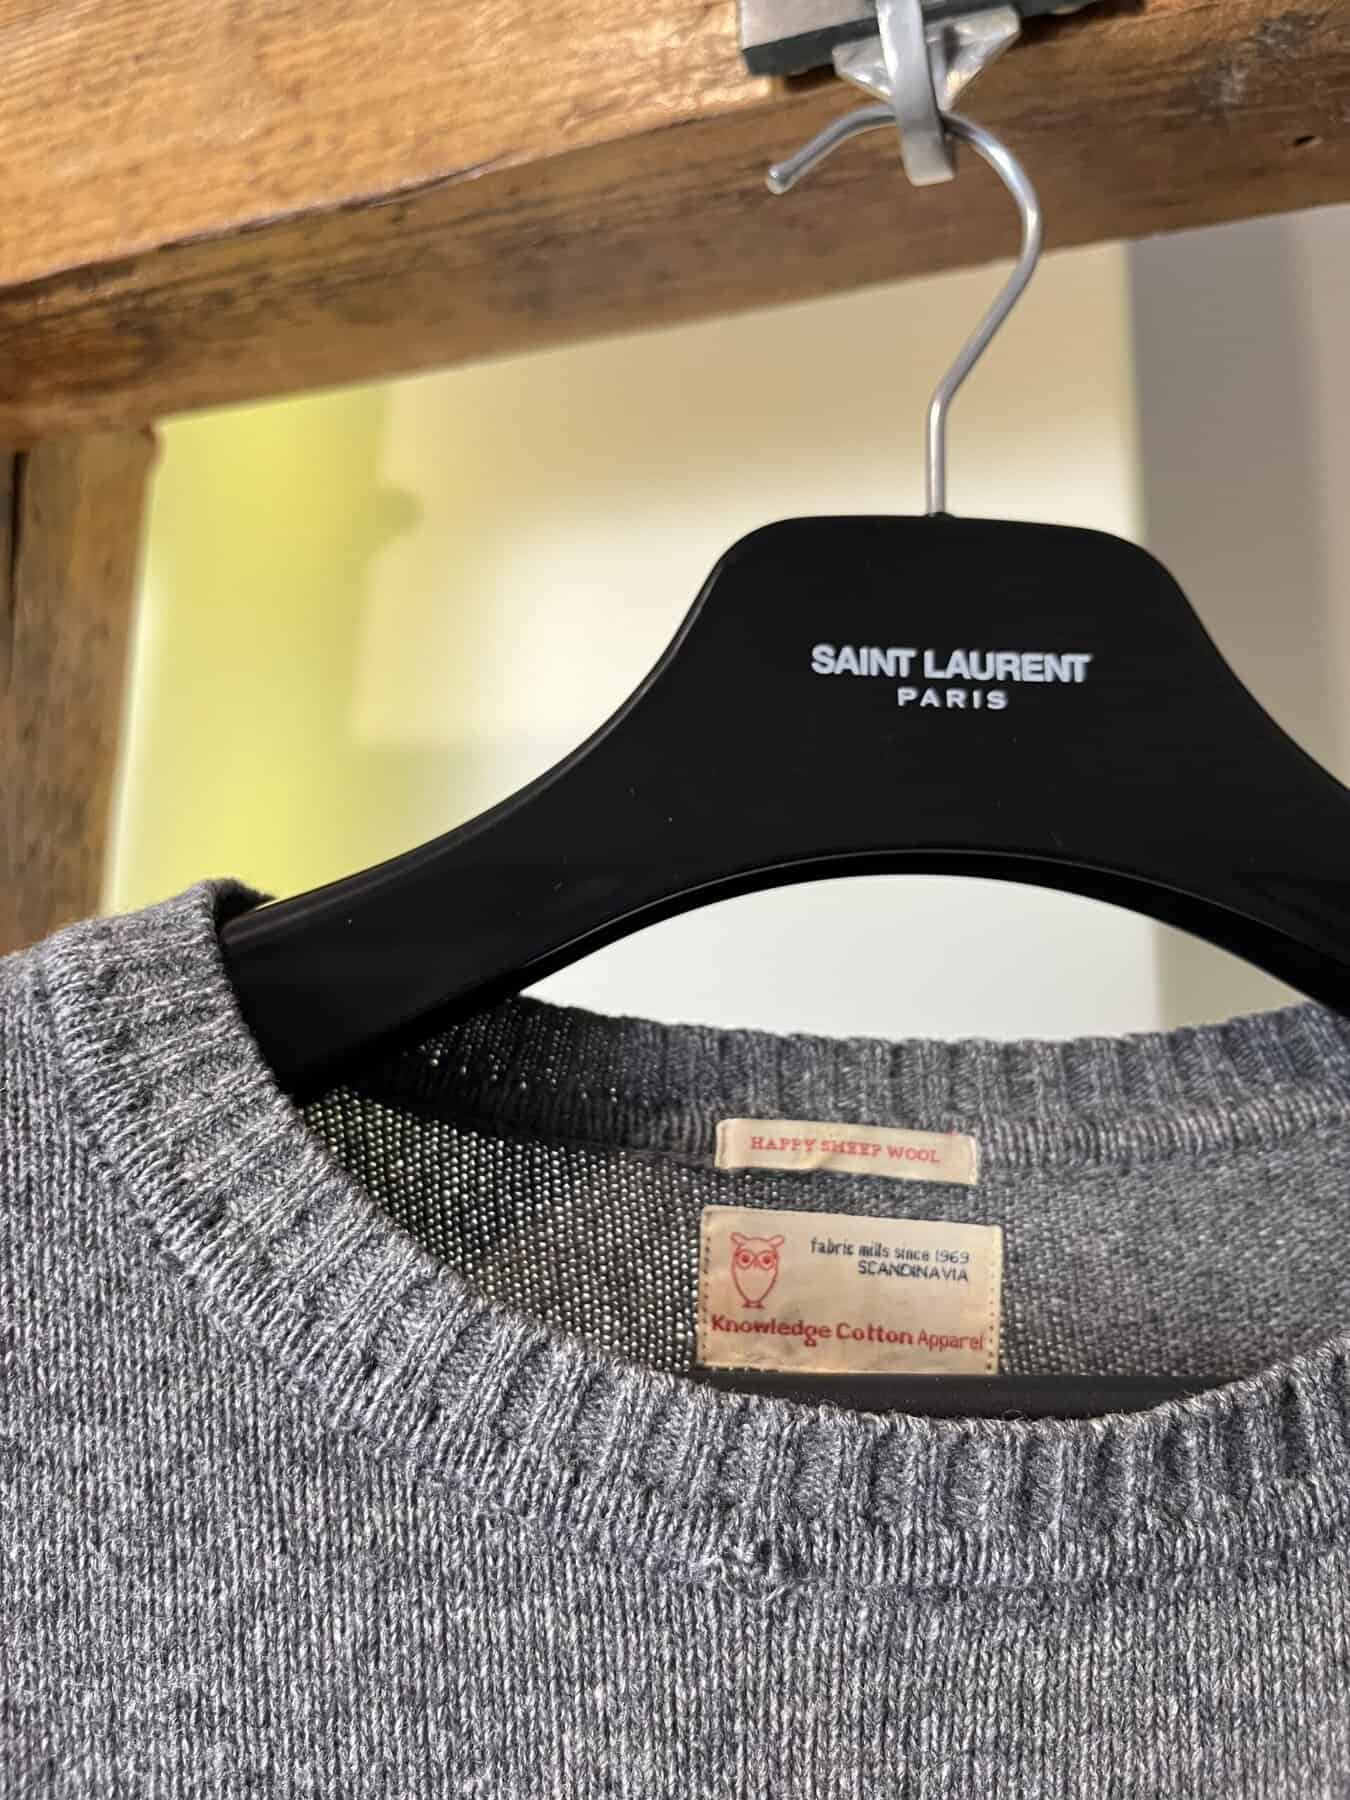 SAINT LAURENT
PARIS
HAPPY SHEEP WOOL
fabric mills since 1969
SCANDINAVIA
Knowledge Cotton Apparel